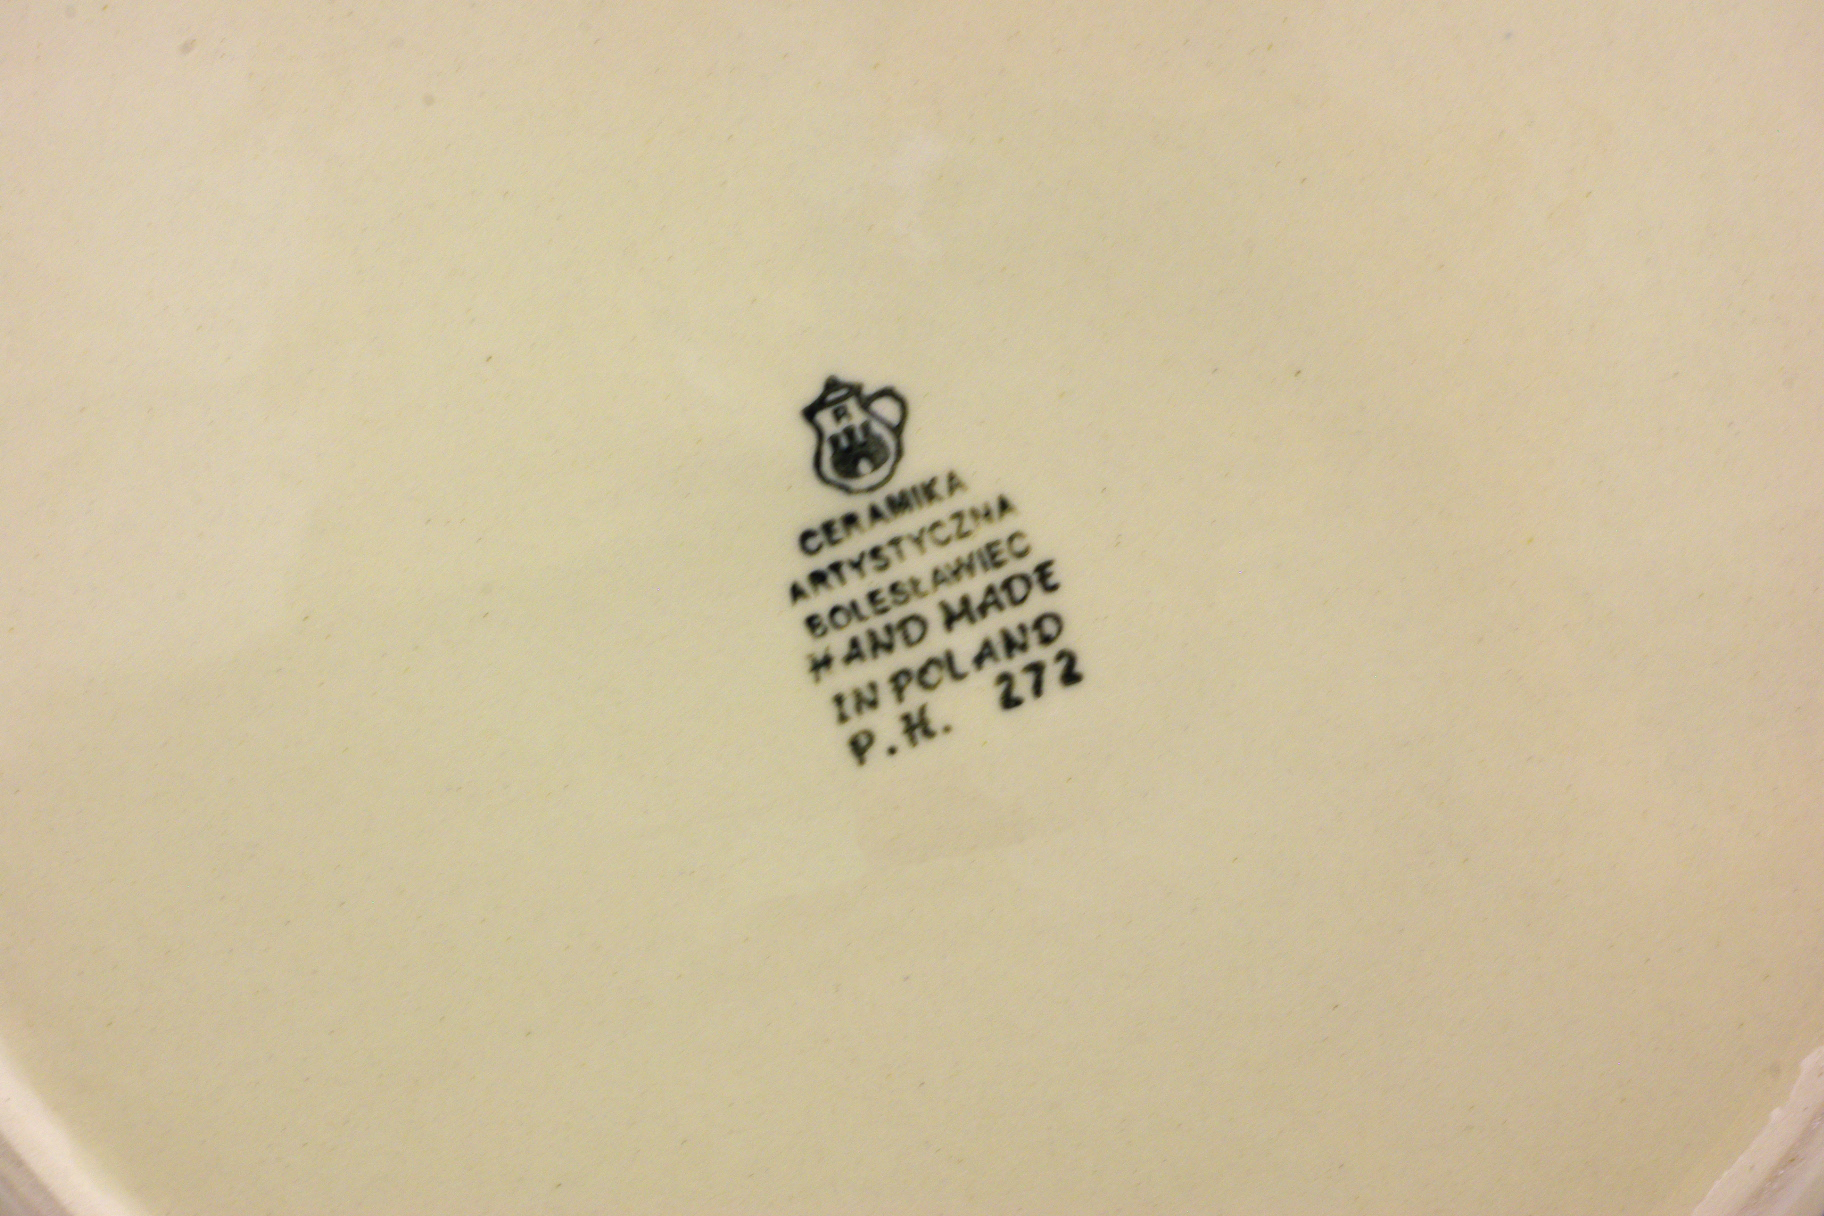 R
CERAMIKA
ARTYSTYCZNA
BOLESŁAWIEC
HAND MADE
IN POLAND
P.H. 272